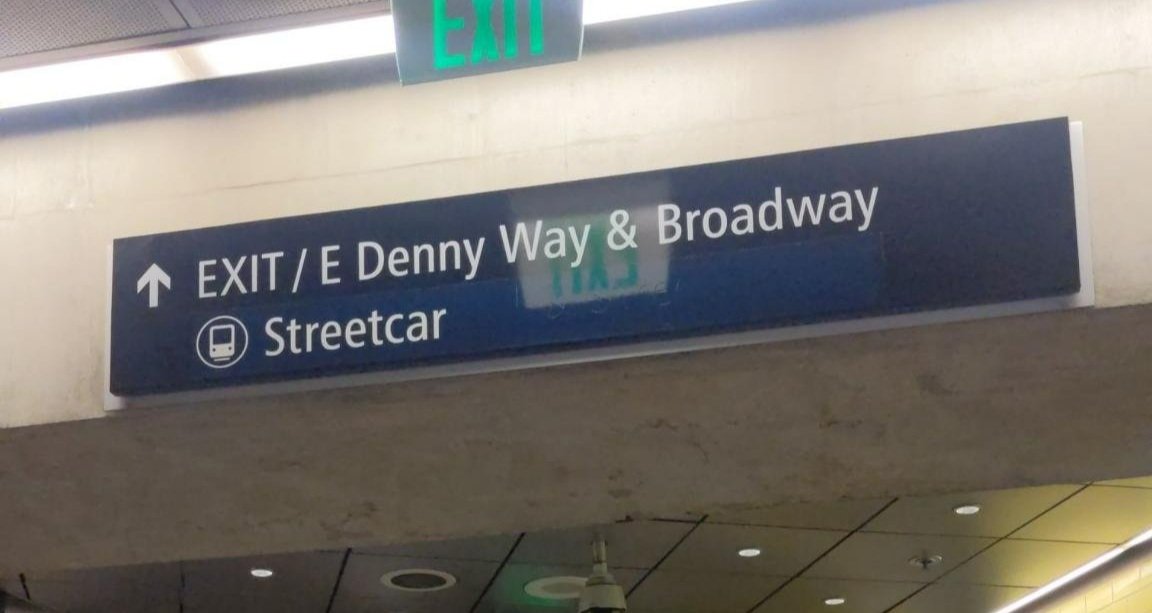 EXIT
EXIT / E Denny Way & Broadway
Streetcar